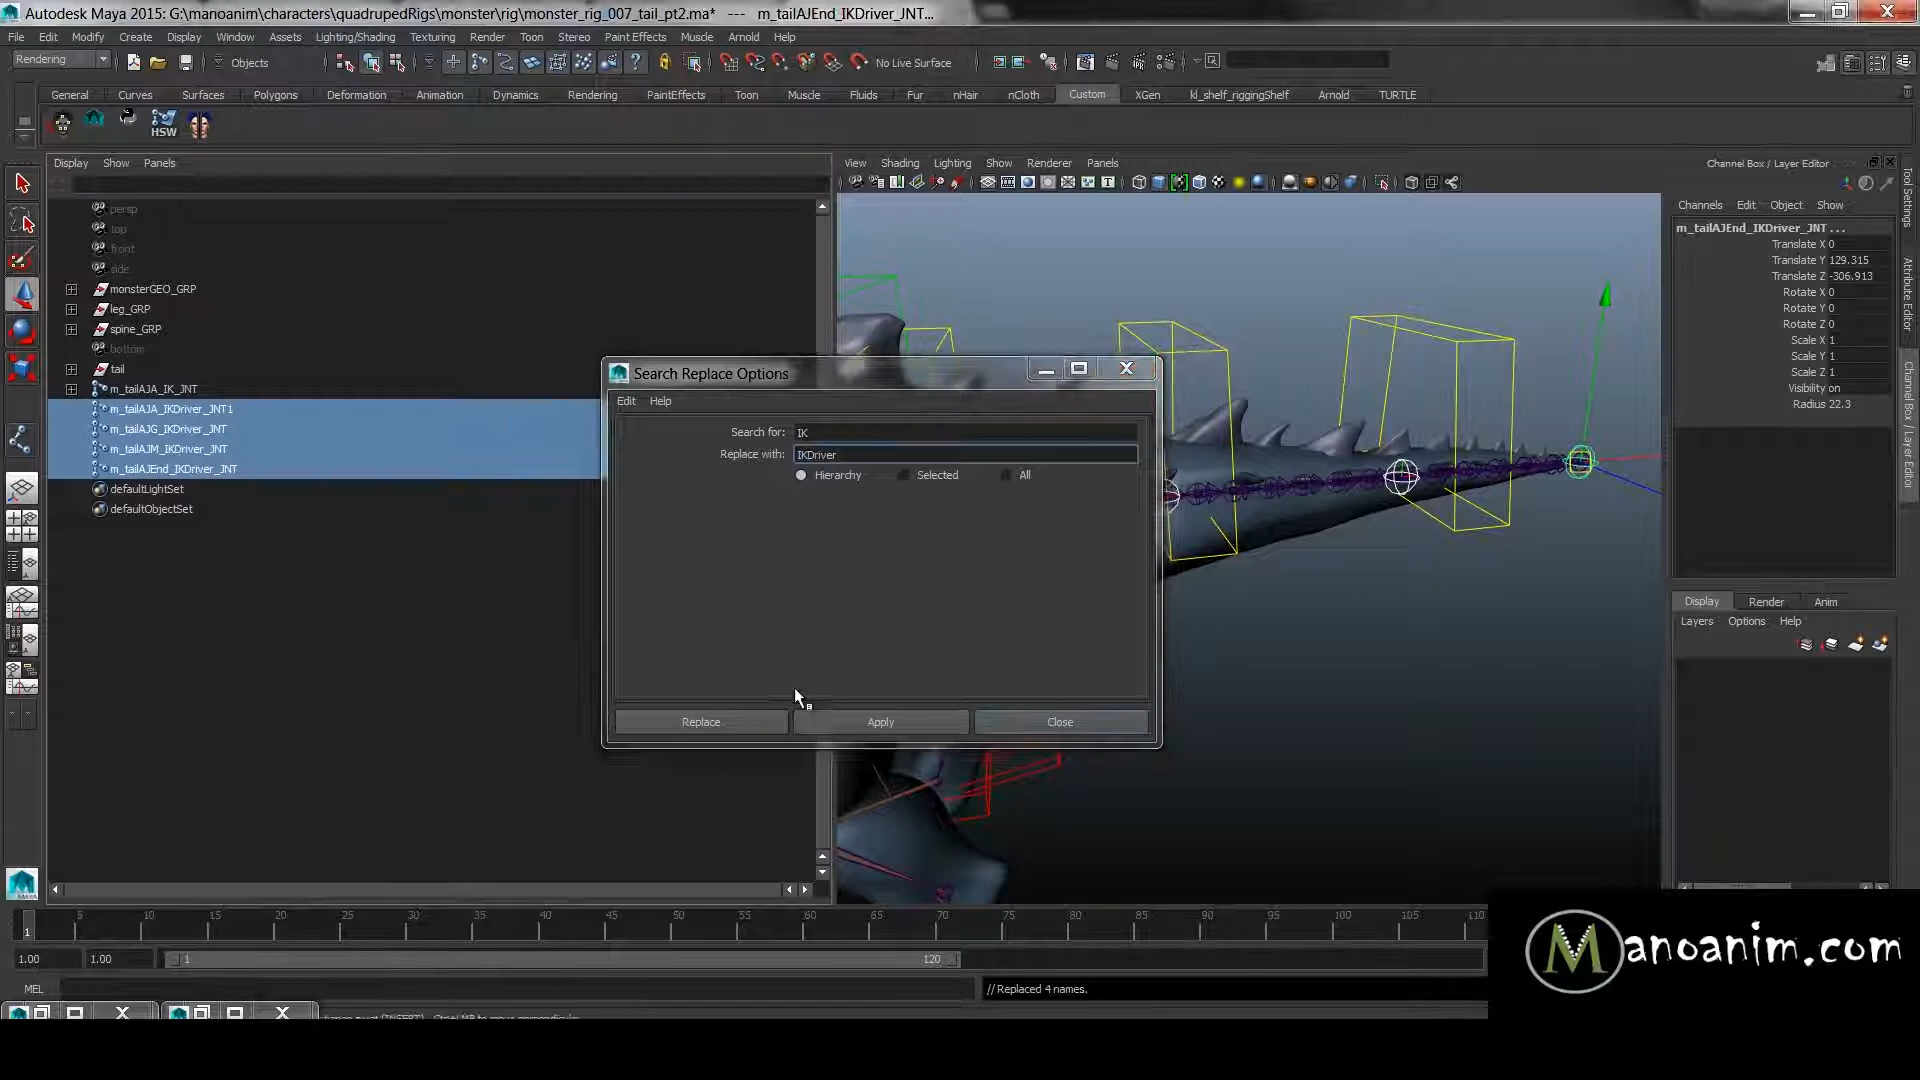 Autodesk Maya 2015: G:\manoanim\characters\quadrupedRigs\monster\rig\monster_rig_007_tail_pt2.ma* --- m_tailAJEnd_IKDriver_JNT...
File Edit Modify Create Display Window Assets Lighting/Shading Texturing Render Toon Stereo Paint Effects Muscle Arnold Help
Rendering Objects No Live Surface
General Curves Surfaces Polygons Deformation Animation Dynamics Rendering PaintEffects Toon Muscle Fluids Fur nHair nCloth Custom XGen kl_shelf_riggingShelf Arnold TURTLE
HSW
Display Show Panels
View Shading Lighting Show Renderer Panels
Channel Box / Layer Editor
persp
top
front
side
monsterGEO_GRP
leg_GRP
spine_GRP
bottom
tail
m_tailAJA_IK_JNT
m_tailAJA_IKDriver_JNT1
m_tailAJG_IKDriver_JNT
m_tailAJM_IKDriver_JNT
m_tailAJEnd_IKDriver_JNT
defaultLightSet
defaultObjectSet
Search Replace Options
Edit Help
Search for: IK
Replace with: IKDriver
Hierarchy Selected All
Replace Apply Close
Channels Edit Object Show
m_tailAJEnd_IKDriver_JNT ...
Translate X 0
Translate Y 129.315
Translate Z -306.913
Rotate X 0
Rotate Y 0
Rotate Z 0
Scale X 1
Scale Y 1
Scale Z 1
Visibility on
Radius 22.3
Display Render Anim
Layers Options Help
Tool Settings
Attribute Editor
Channel Box / Layer Editor
5 10 15 20 25 30 35 40 45 50 55 60 65 70 75 80 85 90 95 100 105 110
1
1.00 1.00 1 120
MEL // Replaced 4 names.
MAYA
Manoanim.com